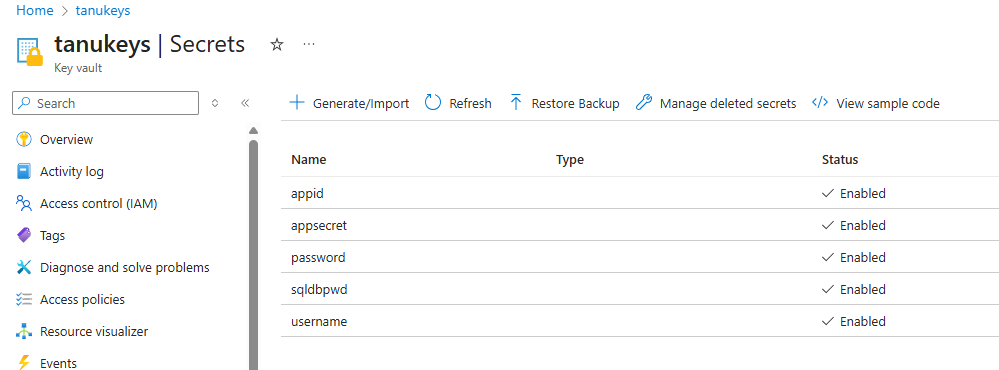 Home > tanukeys
tanukeys | Secrets
Key vault
Search
Generate/Import Refresh Restore Backup Manage deleted secrets View sample code
Overview
Activity log
Access control (IAM)
Tags
Diagnose and solve problems
Access policies
Resource visualizer
Events
Name Type Status
appid Enabled
appsecret Enabled
password Enabled
sqldbpwd Enabled
username Enabled